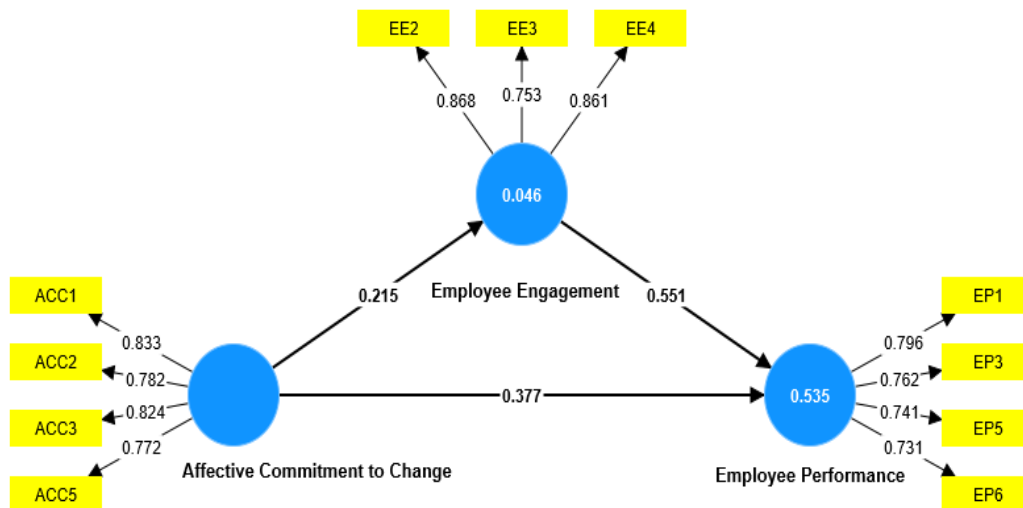 EE2 EE3 EE4
0.868 0.753 0.861
0.046
ACC1
ACC2
ACC3
ACC5
0.833
0.782
0.824
0.772
0.215
Employee Engagement
0.551
0.377
Affective Commitment to Change
0.535
Employee Performance
0.796
0.762
0.741
0.731
EP1
EP3
EP5
EP6